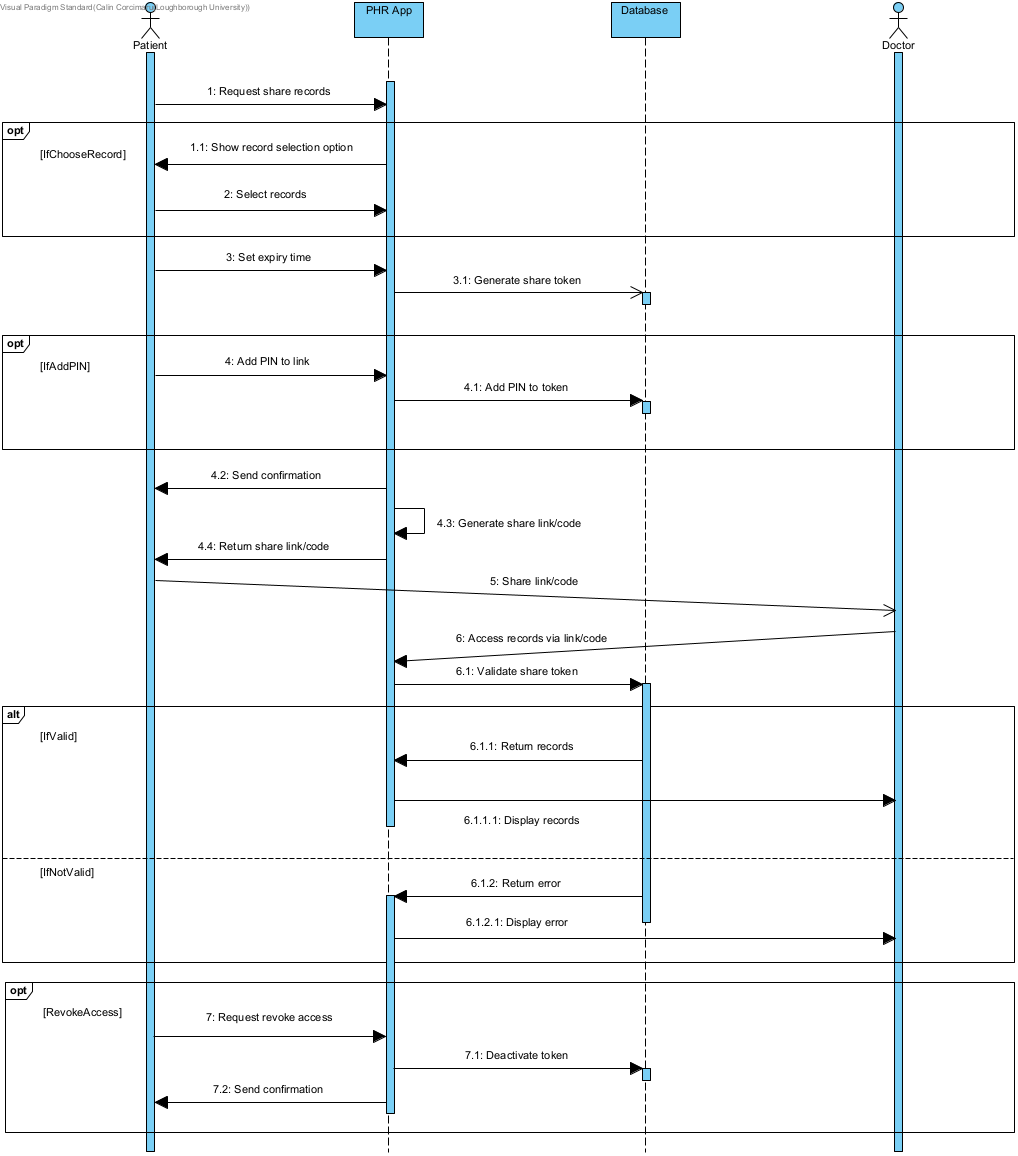 Visual Paradigm Standard(Calin Corcimaru(Loughborough University))
PHR App
Database
Patient
Doctor
1: Request share records
opt
[IfChooseRecord]
1.1: Show record selection option
2: Select records
3: Set expiry time
3.1: Generate share token
opt
[IfAddPIN]
4: Add PIN to link
4.1: Add PIN to token
4.2: Send confirmation
4.3: Generate share link/code
4.4: Return share link/code
5: Share link/code
6: Access records via link/code
6.1: Validate share token
alt
[IfValid]
6.1.1: Return records
6.1.1.1: Display records
[IfNotValid]
6.1.2: Return error
6.1.2.1: Display error
opt
[RevokeAccess]
7: Request revoke access
7.1: Deactivate token
7.2: Send confirmation